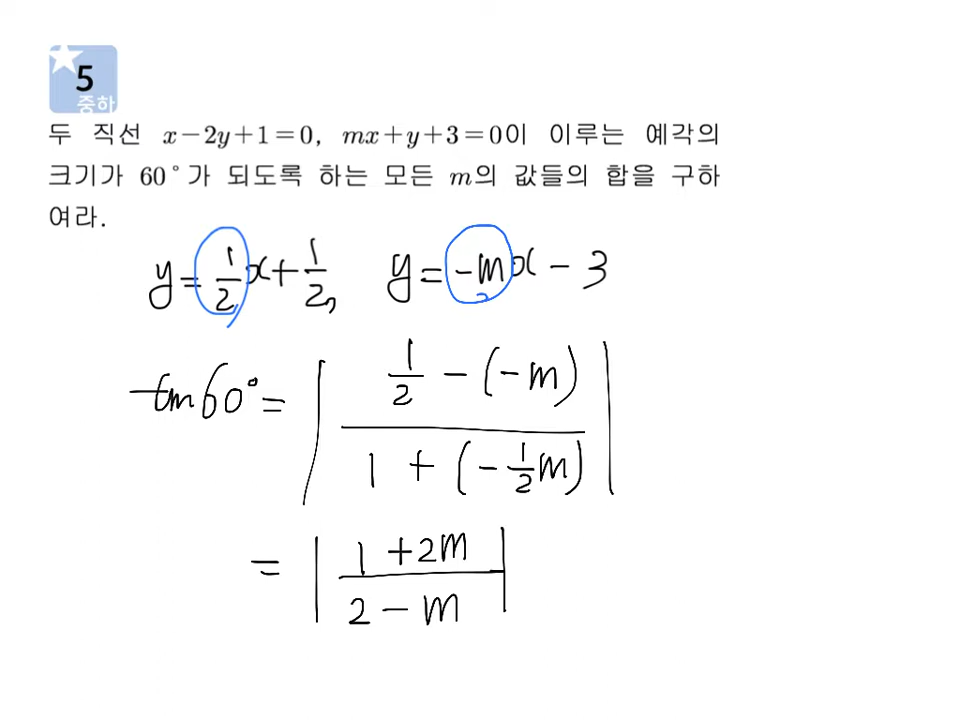 5
중하
두 직선 x−2y+1=0, mx+y+3=0이 이루는 예각의
크기가 60°가 되도록 하는 모든 m의 값들의 합을 구하
여라.
y = 1/2 x + 1/2, y = -m x - 3
tan60° = | (1/2 - (-m)) / (1 + (-1/2 m)) |
= | (1+2m) / (2-m) |